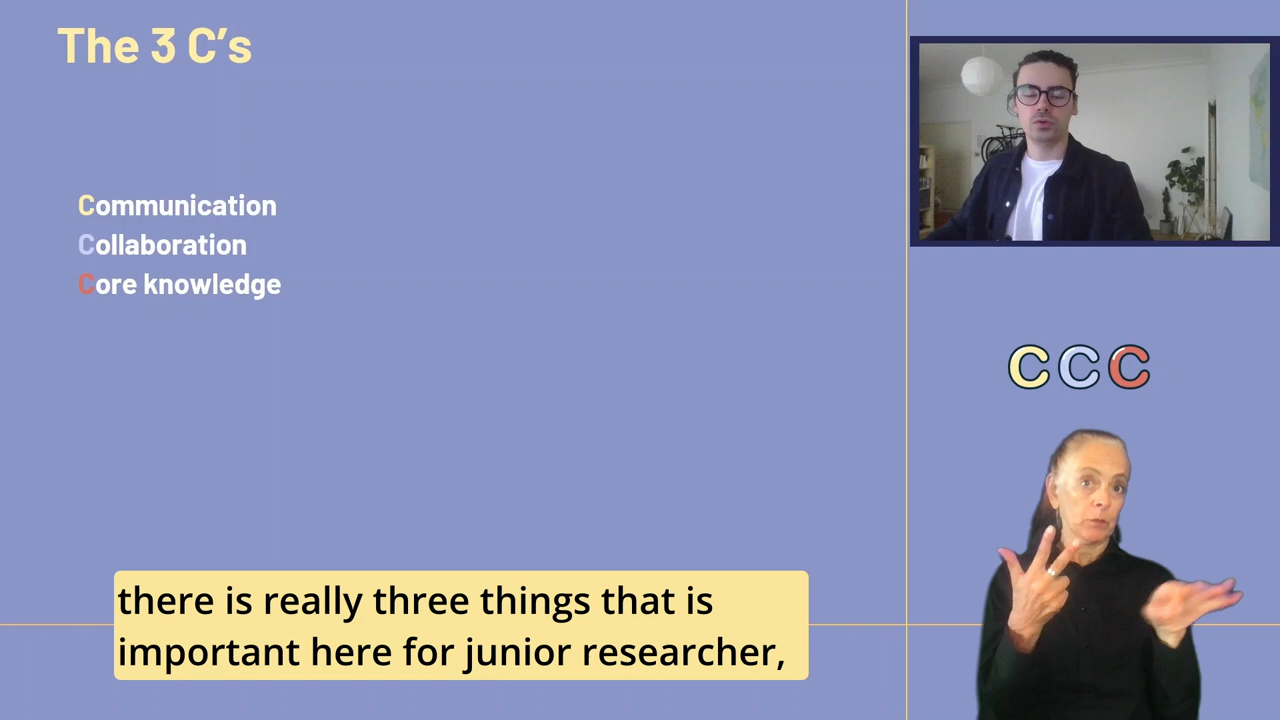 The 3 C’s
Communication
Collaboration
Core knowledge
CCC
there is really three things that is
important here for junior researcher,